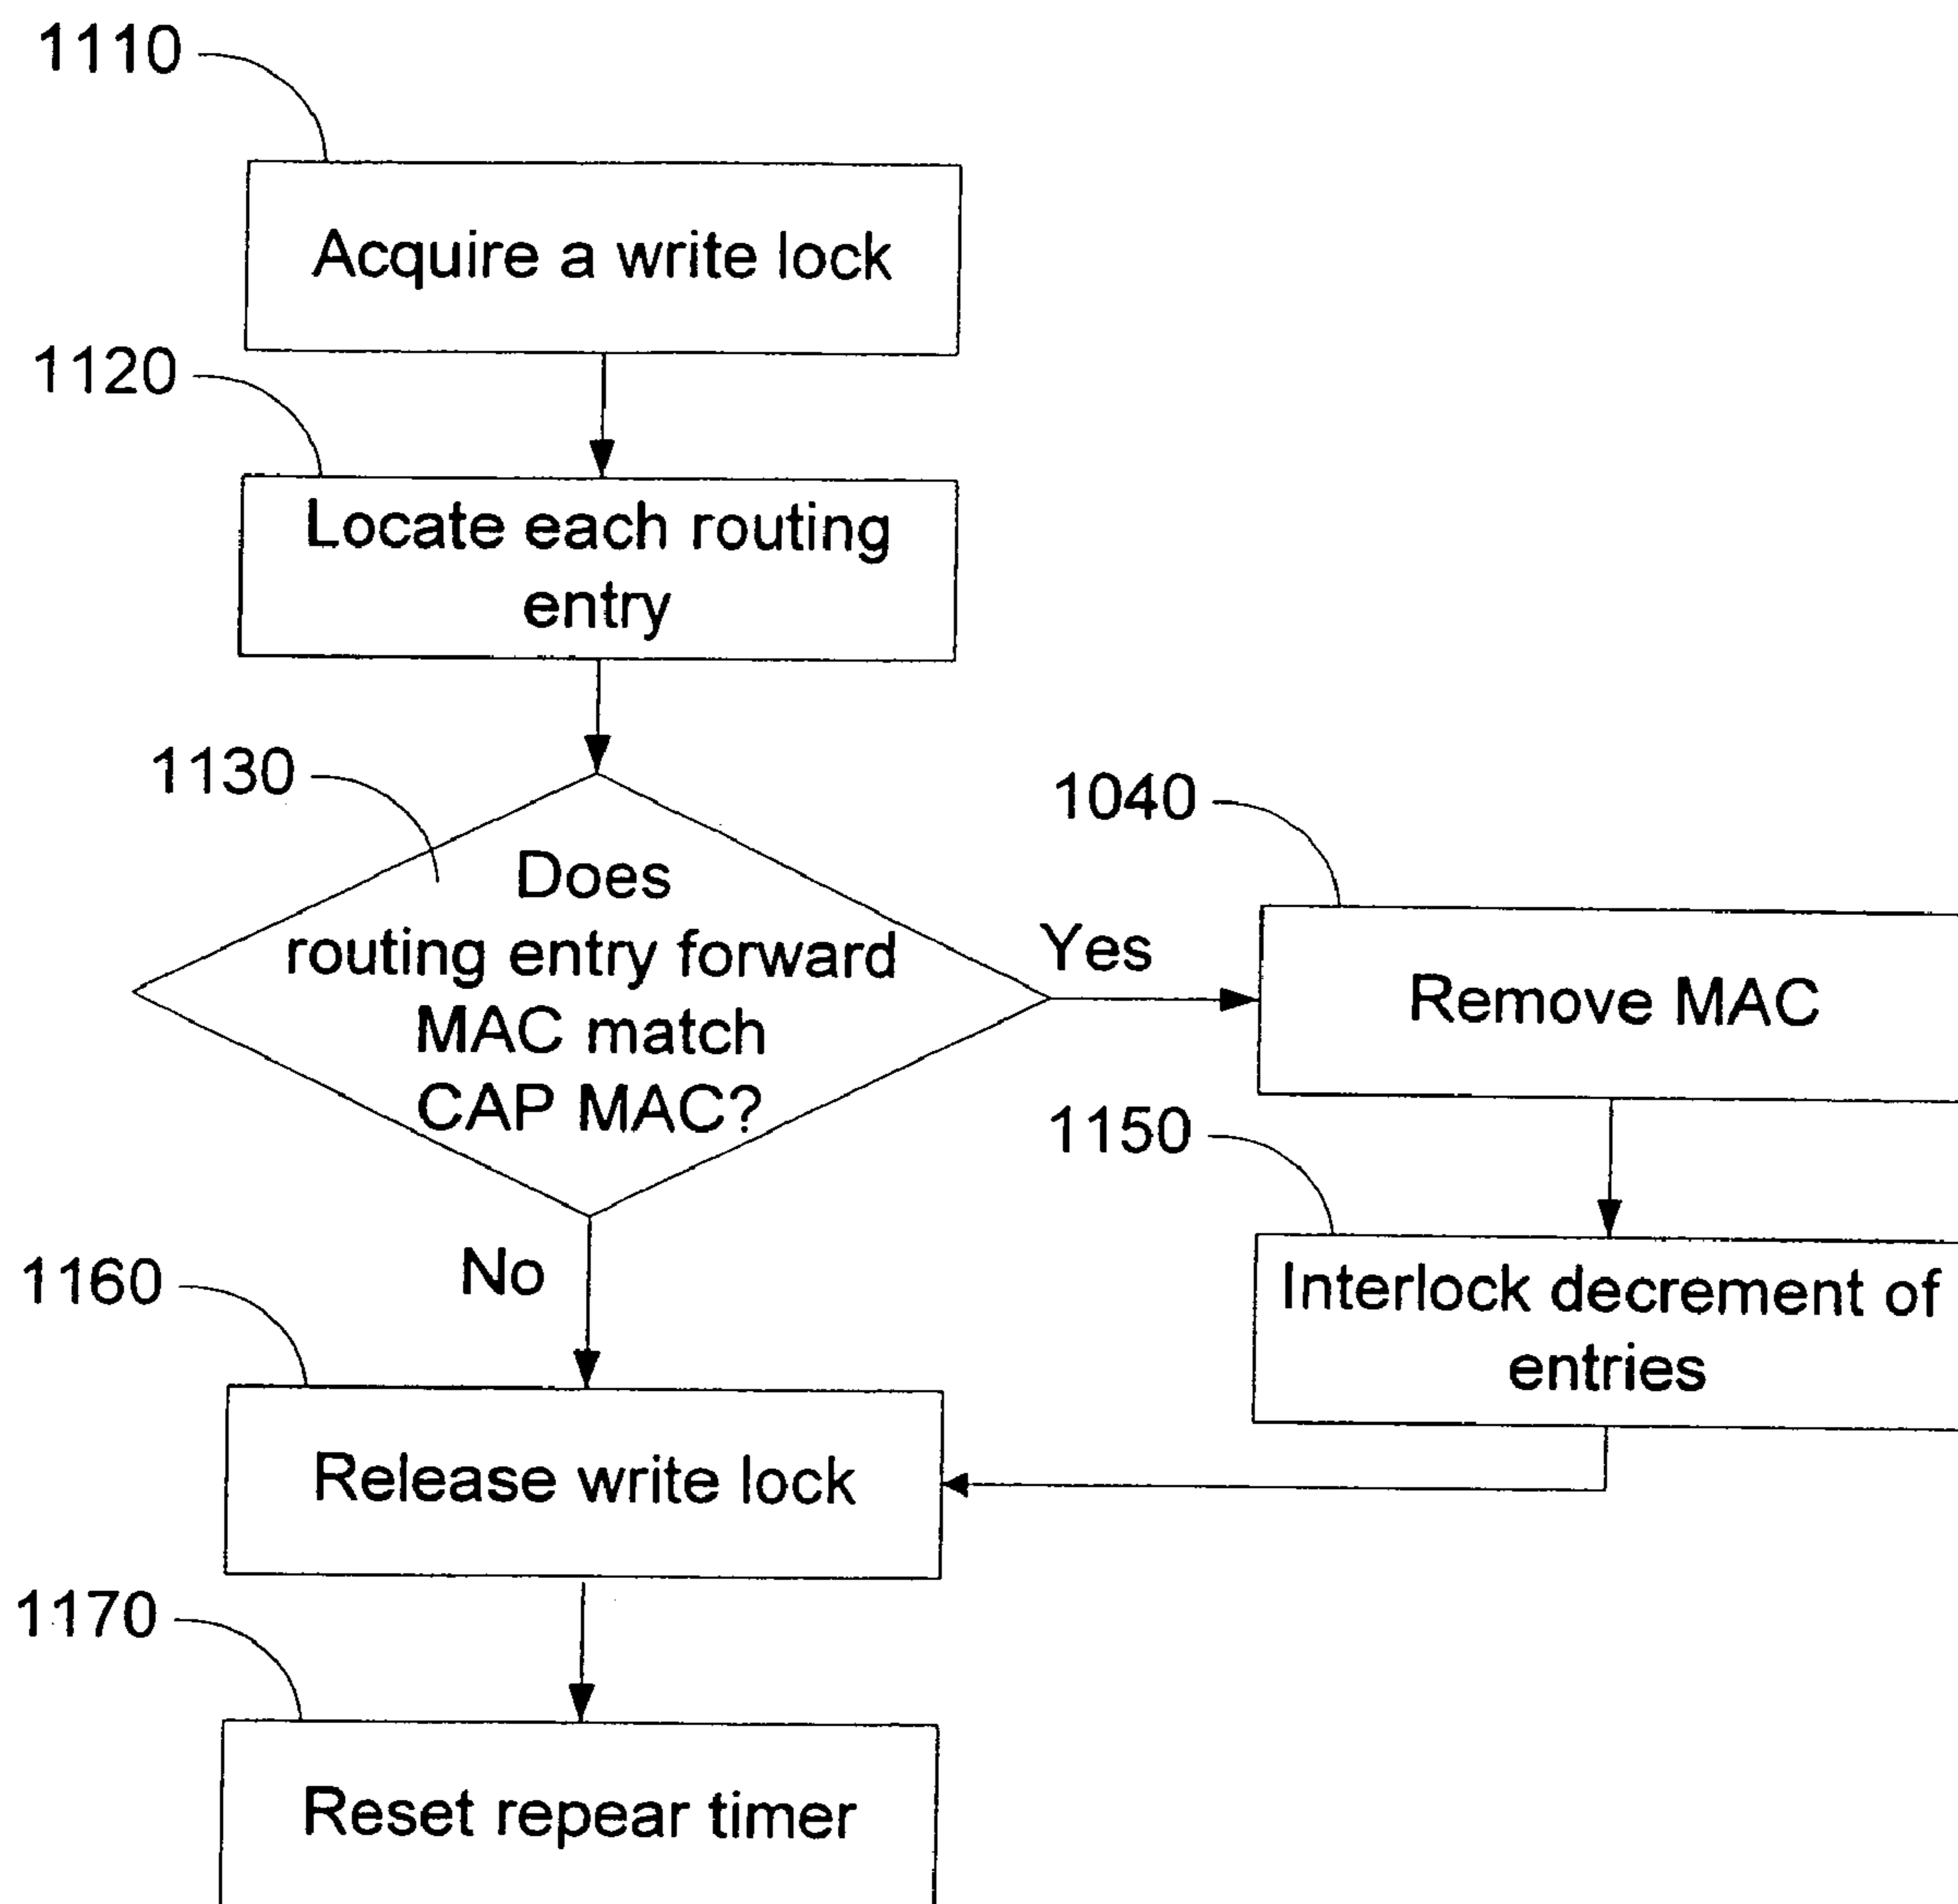 1110
Acquire a write lock
1120
Locate each routing
entry
1130
Does
routing entry forward
MAC match
CAP MAC?
Yes
1040
Remove MAC
1150
Interlock decrement of
entries
No
1160
Release write lock
1170
Reset repear timer